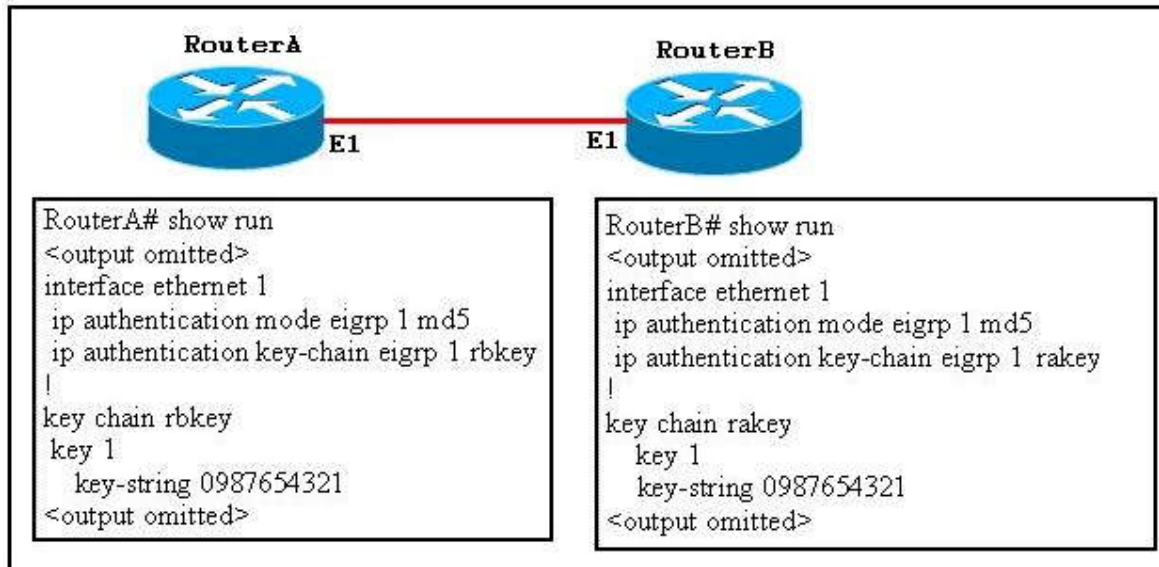 RouterA
RouterB
E1
E1
RouterA# show run
<output omitted>
interface ethernet 1
ip authentication mode eigrp 1 md5
ip authentication key-chain eigrp 1 rbkey
!
key chain rbkey
key 1
key-string 0987654321
<output omitted>
RouterB# show run
<output omitted>
interface ethernet 1
ip authentication mode eigrp 1 md5
ip authentication key-chain eigrp 1 rakey
!
key chain rakey
key 1
key-string 0987654321
<output omitted>